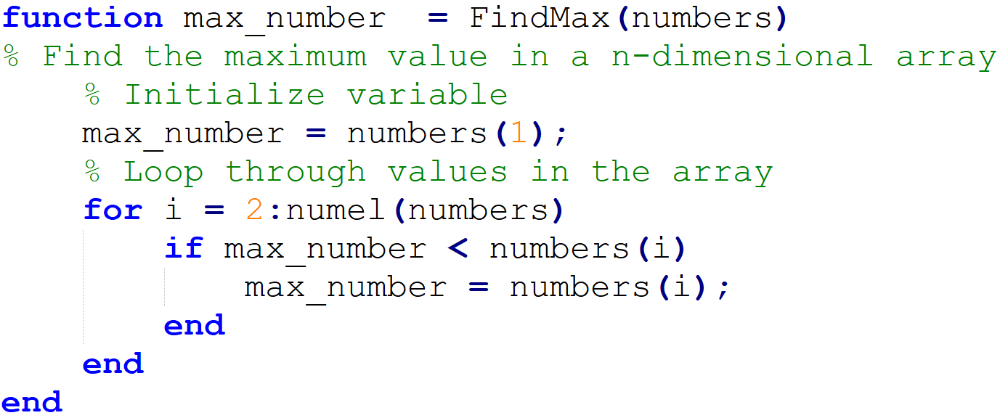 function max_number  = FindMax(numbers)
% Find the maximum value in a n-dimensional array
    % Initialize variable
    max_number = numbers(1);
    % Loop through values in the array
    for i = 2:numel(numbers)
        if max_number < numbers(i)
            max_number = numbers(i);
        end
    end
end